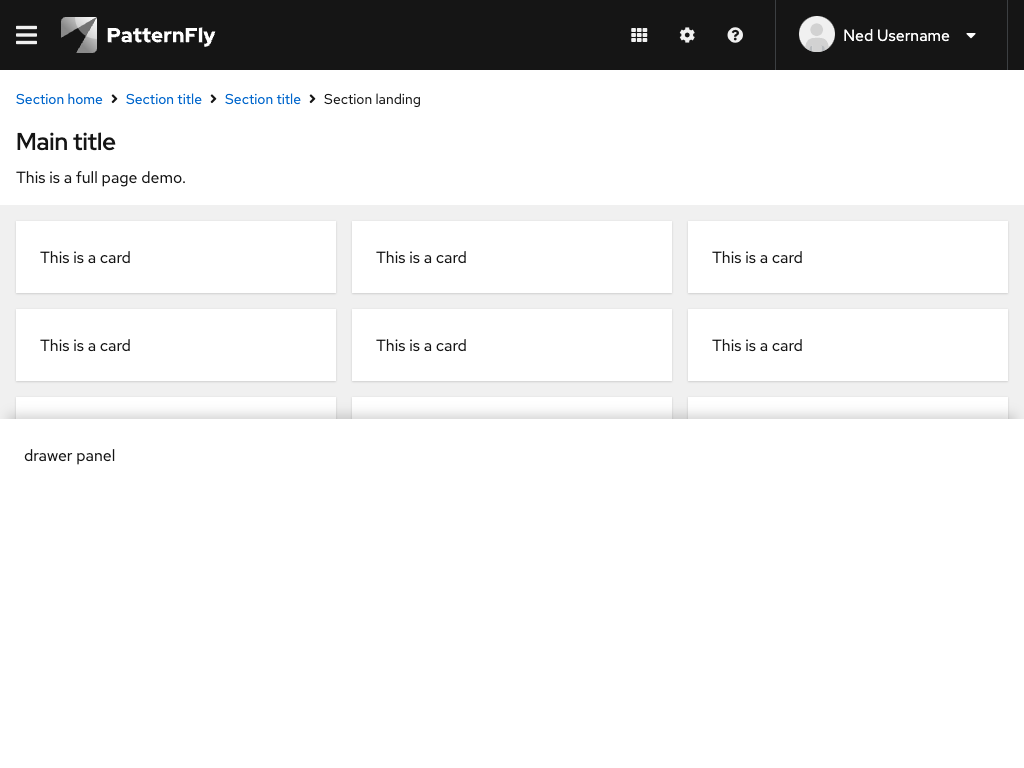 PatternFly
Ned Username
Section home Section title Section title Section landing
Main title
This is a full page demo.
This is a card This is a card This is a card
This is a card This is a card This is a card
drawer panel